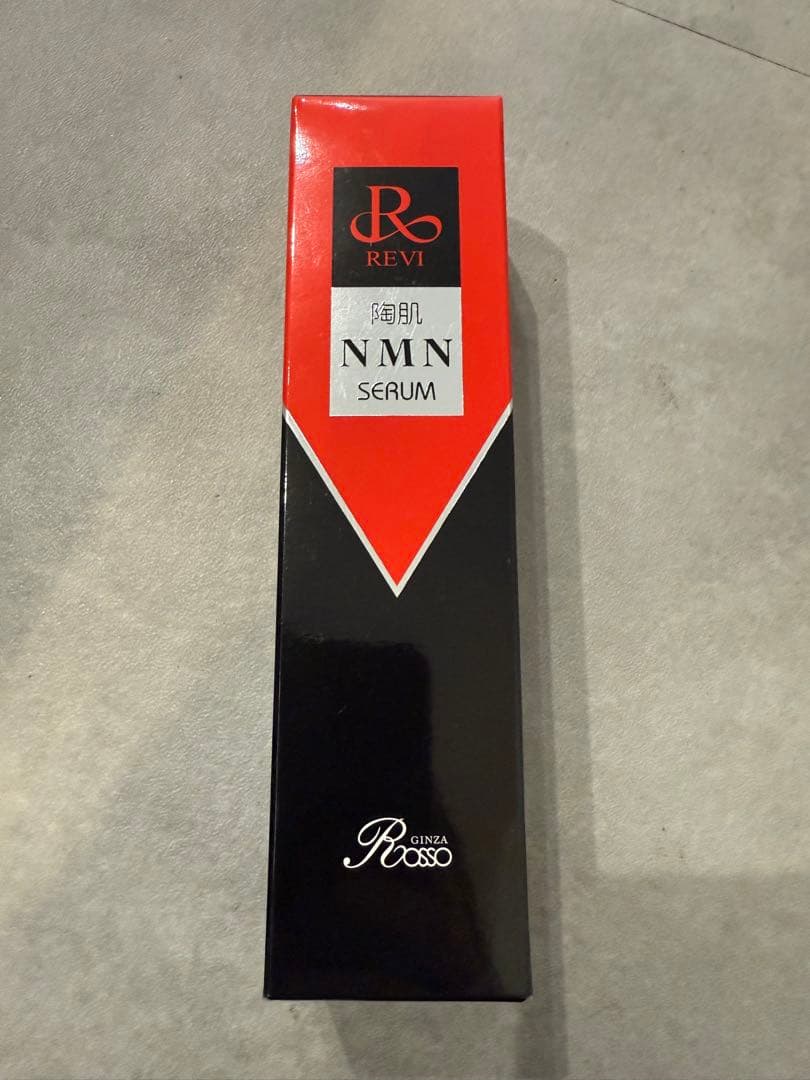 R
REVI
陶肌
NMN
SERUM
GINZA
Rosso